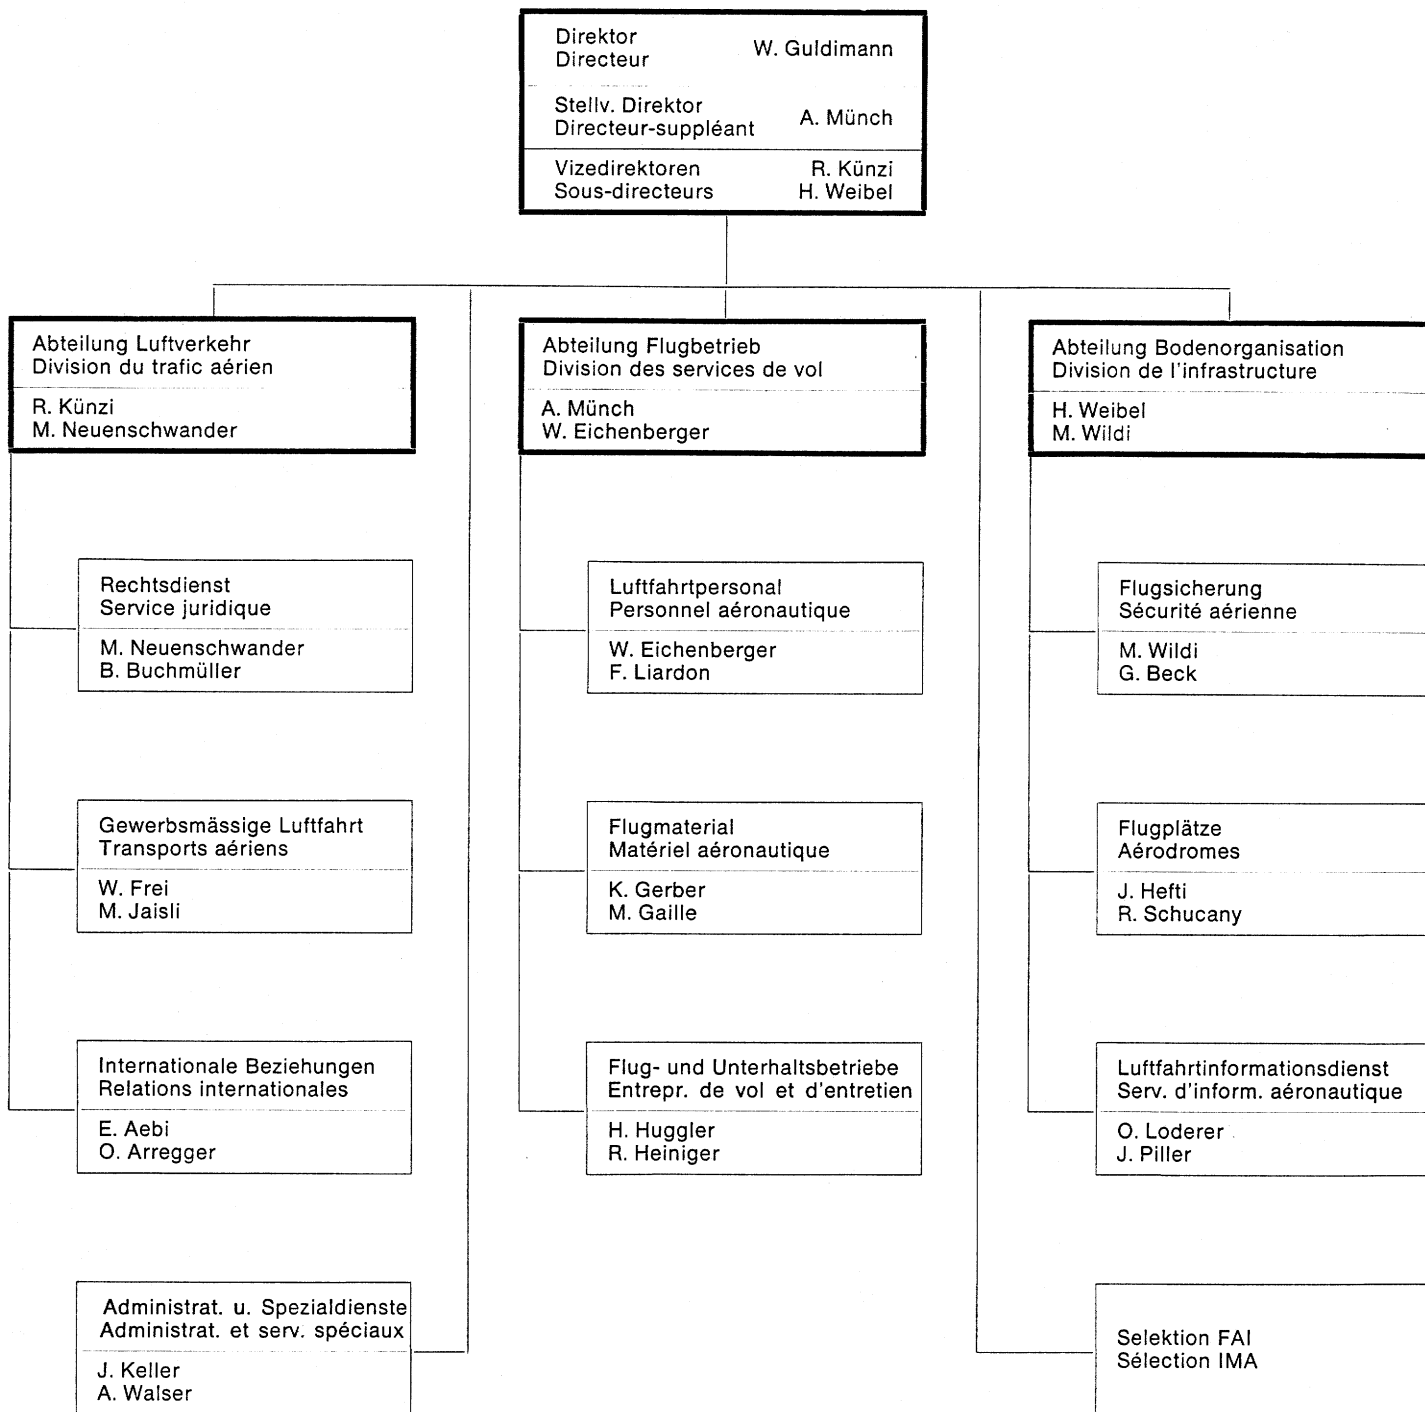 Direktor
Directeur
W. Guldimann
Stellv. Direktor
Directeur-suppléant
A. Münch
Vizedirektoren
Sous-directeurs
R. Künzi
H. Weibel
Abteilung Luftverkehr
Division du trafic aérien
R. Künzi
M. Neuenschwander
Abteilung Flugbetrieb
Division des services de vol
A. Münch
W. Eichenberger
Abteilung Bodenorganisation
Division de l'infrastructure
H. Weibel
M. Wildi
Rechtsdienst
Service juridique
M. Neuenschwander
B. Buchmüller
Luftfahrtpersonal
Personnel aéronautique
W. Eichenberger
F. Liardon
Flugsicherung
Sécurité aérienne
M. Wildi
G. Beck
Gewerbsmässige Luftfahrt
Transports aériens
W. Frei
M. Jaisli
Flugmaterial
Matériel aéronautique
K. Gerber
M. Gaille
Flugplätze
Aérodromes
J. Hefti
R. Schucany
Internationale Beziehungen
Relations internationales
E. Aebi
O. Arregger
Flug- und Unterhaltsbetriebe
Entrepr. de vol et d'entretien
H. Huggler
R. Heiniger
Luftfahrtinformationsdienst
Serv. d'inform. aéronautique
O. Loderer
J. Piller
Administrat. u. Spezialdienste
Administrat. et serv. spéciaux
J. Keller
A. Walser
Selektion FAI
Sélection IMA